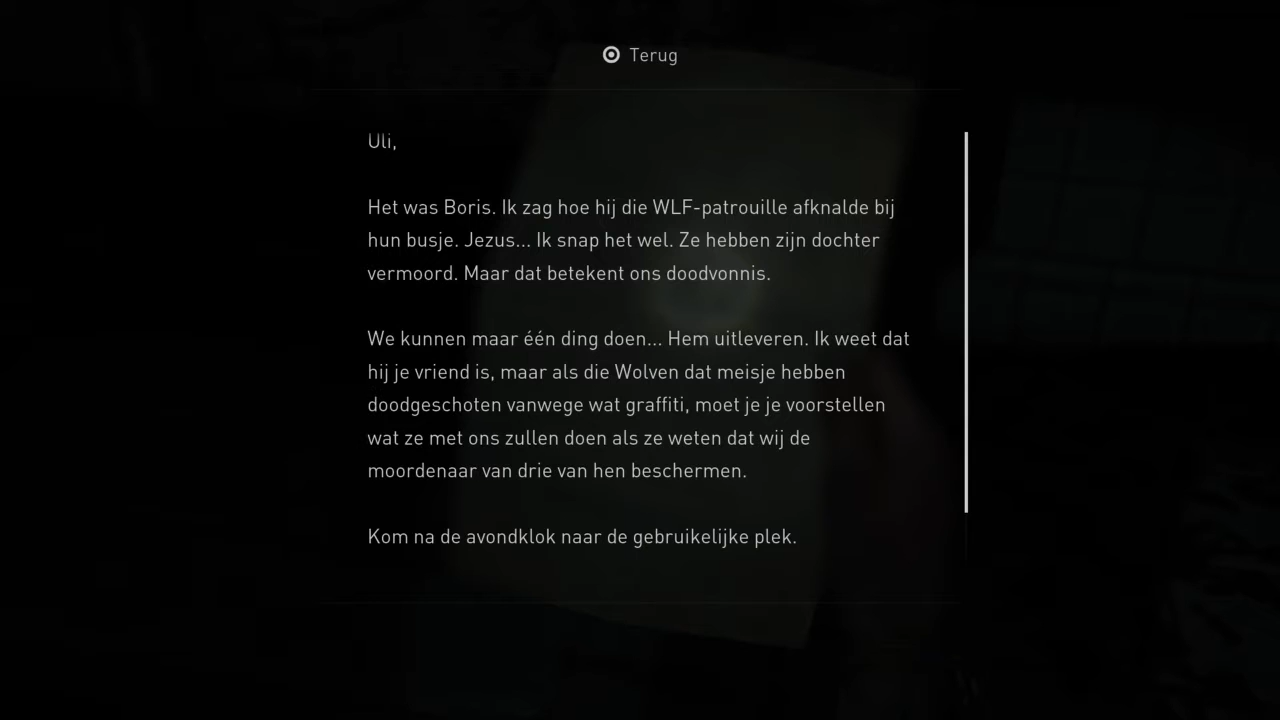 Terug
Uli,
Het was Boris. Ik zag hoe hij die WLF-patrouille afknalde bij
hun busje. Jezus... Ik snap het wel. Ze hebben zijn dochter
vermoord. Maar dat betekent ons doodvonnis.
We kunnen maar één ding doen... Hem uitleveren. Ik weet dat
hij je vriend is, maar als die Wolven dat meisje hebben
doodgeschoten vanwege wat graffiti, moet je je voorstellen
wat ze met ons zullen doen als ze weten dat wij de
moordenaar van drie van hen beschermen.
Kom na de avondklok naar de gebruikelijke plek.